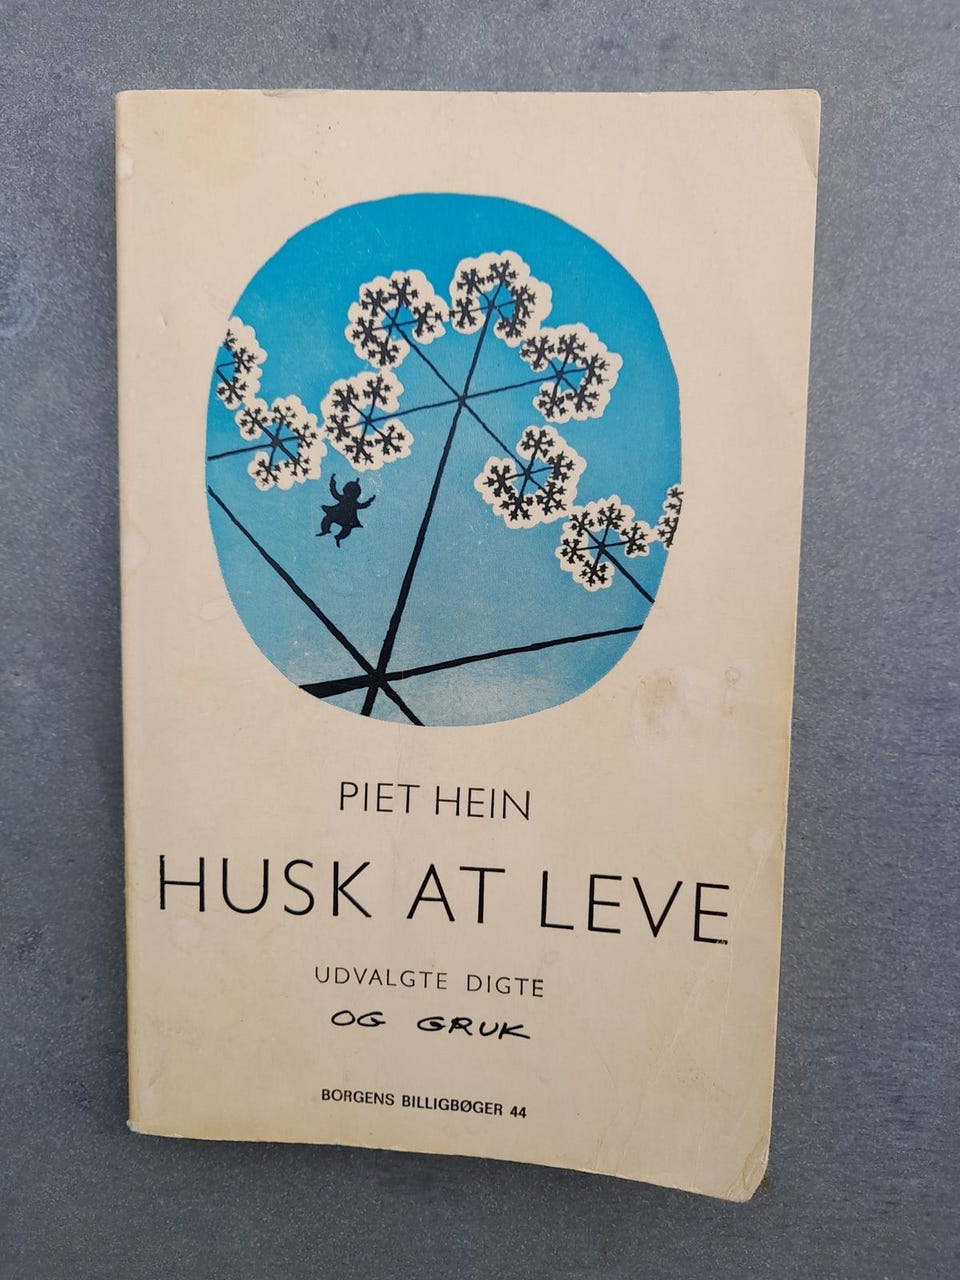 PIET HEIN
HUSK AT LEVE
UDVALGTE DIGTE
OG GRUK
BORGENS BILLIGBØGER 44